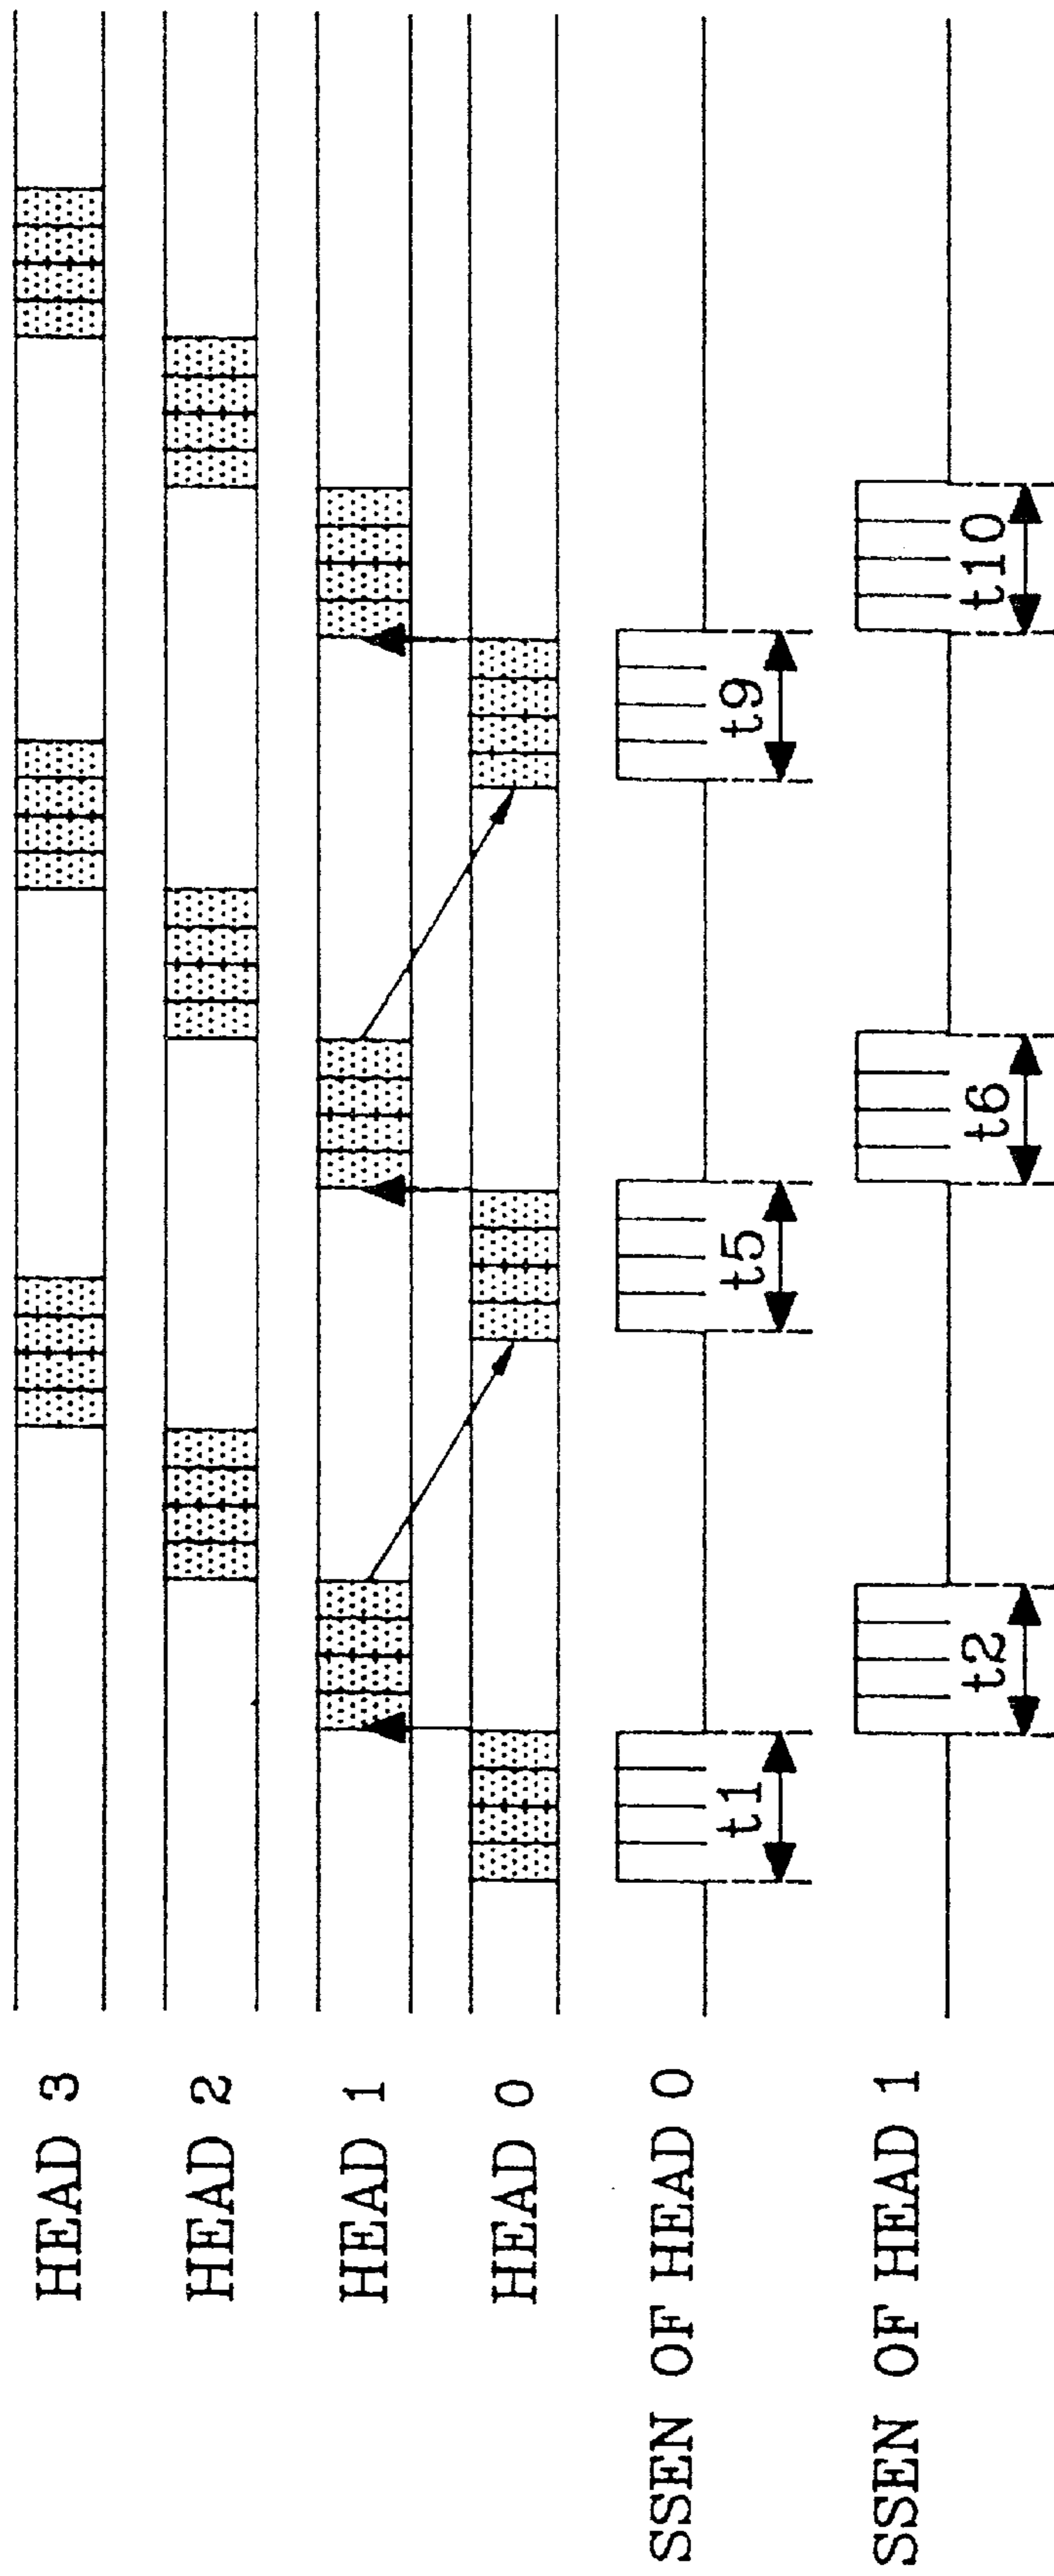 HEAD 3
HEAD 2
HEAD 1
HEAD 0
SSEN OF HEAD 0
t1
t5
t9
SSEN OF HEAD 1
t2
t6
t10